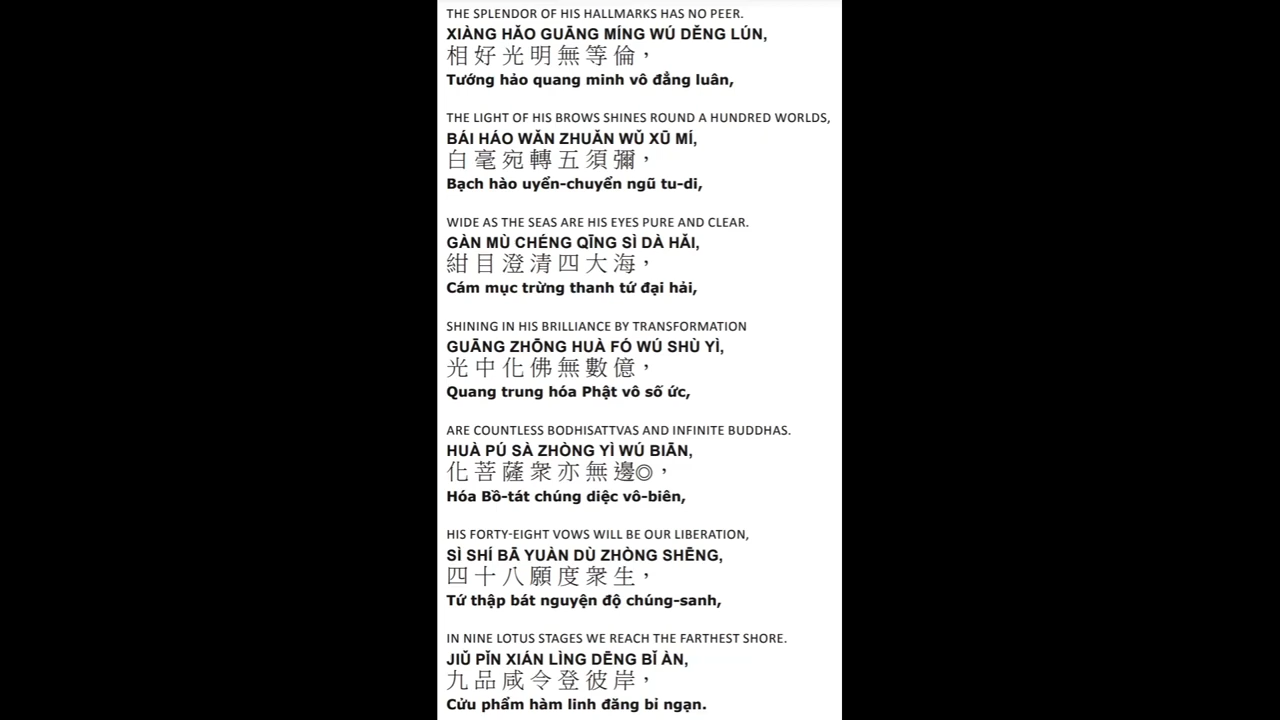 THE SPLENDOR OF HIS HALLMARKS HAS NO PEER.
XIÀNG HǍO GUĀNG MÍNG WÚ DĚNG LÚN,
相好光明無等倫，
Tướng hảo quang minh vô đẳng luân,
THE LIGHT OF HIS BROWS SHINES ROUND A HUNDRED WORLDS,
BÁI HÁO WǍN ZHUǍN WǓ XŪ MÍ,
白毫宛轉五須彌，
Bạch hào uyển-chuyển ngũ tu-di,
WIDE AS THE SEAS ARE HIS EYES PURE AND CLEAR.
GÀN MÙ CHÉNG QĪNG SÌ DÀ HǍI,
紺目澄清四大海，
Cám mục trừng thanh tứ đại hải,
SHINING IN HIS BRILLIANCE BY TRANSFORMATION
GUĀNG ZHŌNG HUÀ FÓ WÚ SHÙ YÌ,
光中化佛無數億，
Quang trung hóa Phật vô số ức,
ARE COUNTLESS BODHISATTVAS AND INFINITE BUDDHAS.
HUÀ PÚ SÀ ZHÒNG YÌ WÚ BIĀN,
化菩薩衆亦無邊◎，
Hóa Bồ-tát chúng diệc vô-biên,
HIS FORTY-EIGHT VOWS WILL BE OUR LIBERATION,
SÌ SHÍ BĀ YUÀN DÙ ZHÒNG SHĒNG,
四十八願度衆生，
Tứ thập bát nguyện độ chúng-sanh,
IN NINE LOTUS STAGES WE REACH THE FARTHEST SHORE.
JIǓ PǏN XIÁN LÌNG DĒNG BǏ ÀN,
九品咸令登彼岸，
Cửu phẩm hàm linh đăng bỉ ngạn.